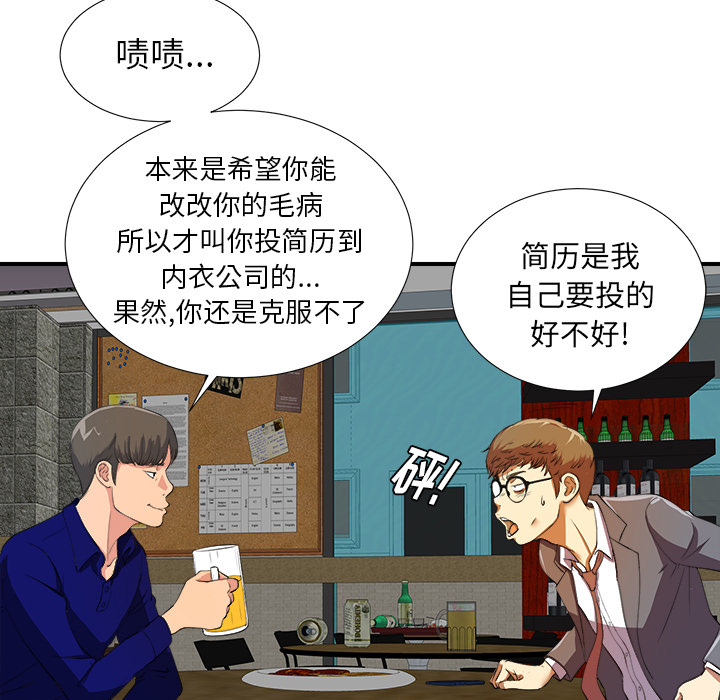 啧啧...
本来是希望你能
改改你的毛病
所以才叫你投简历到
内衣公司的...
果然,你还是克服不了
简历是我
自己要投的
好不好!
砰!